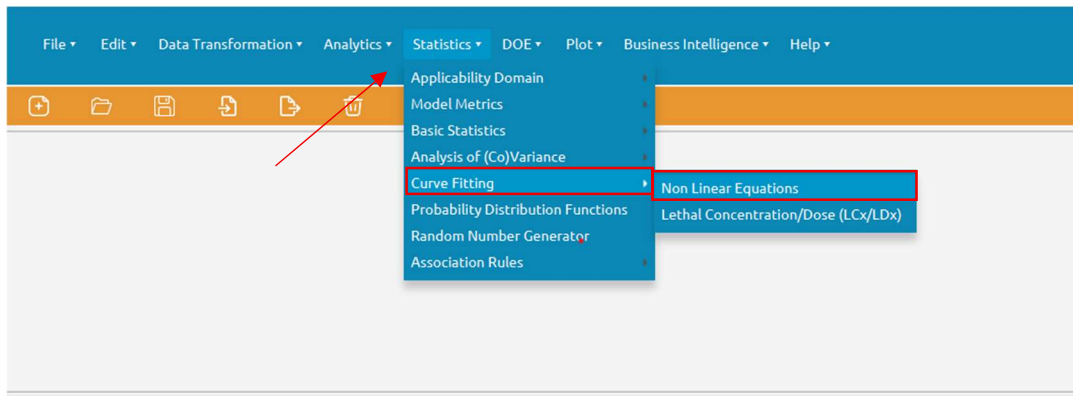 File Edit Data Transformation Analytics Statistics DOE Plot Business Intelligence Help
Applicability Domain
Model Metrics
Basic Statistics
Analysis of (Co)Variance
Curve Fitting
Non Linear Equations
Probability Distribution Functions
Lethal Concentration/Dose (LCx/LDx)
Random Number Generator
Association Rules